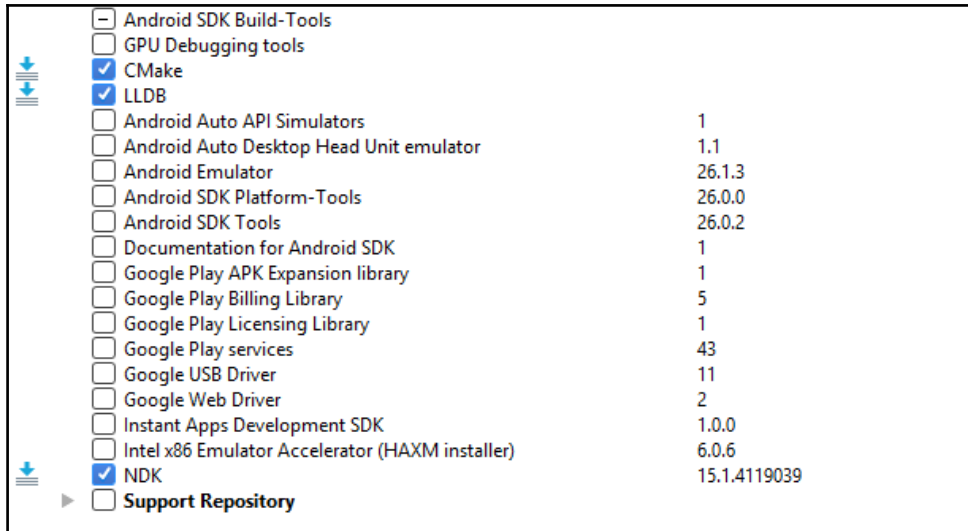 Android SDK Build-Tools
GPU Debugging tools
CMake
LLDB
Android Auto API Simulators 1
Android Auto Desktop Head Unit emulator 1.1
Android Emulator 26.1.3
Android SDK Platform-Tools 26.0.0
Android SDK Tools 26.0.2
Documentation for Android SDK 1
Google Play APK Expansion library 1
Google Play Billing Library 5
Google Play Licensing Library 1
Google Play services 43
Google USB Driver 11
Google Web Driver 2
Instant Apps Development SDK 1.0.0
Intel x86 Emulator Accelerator (HAXM installer) 6.0.6
NDK 15.1.4119039
Support Repository